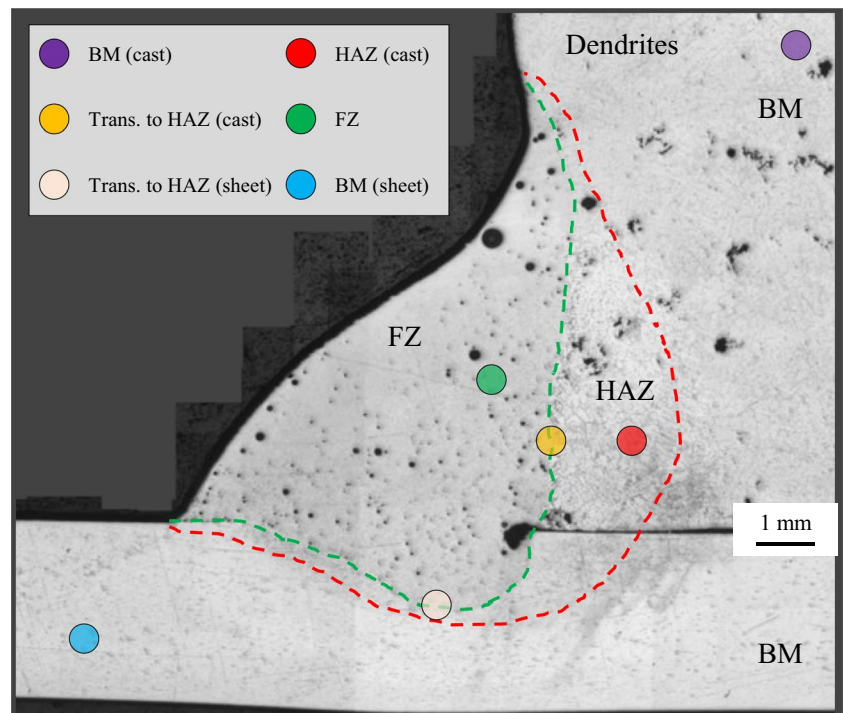 BM (cast)
HAZ (cast)
Trans. to HAZ (cast)
FZ
Trans. to HAZ (sheet)
BM (sheet)
Dendrites
BM
FZ
HAZ
1 mm
BM